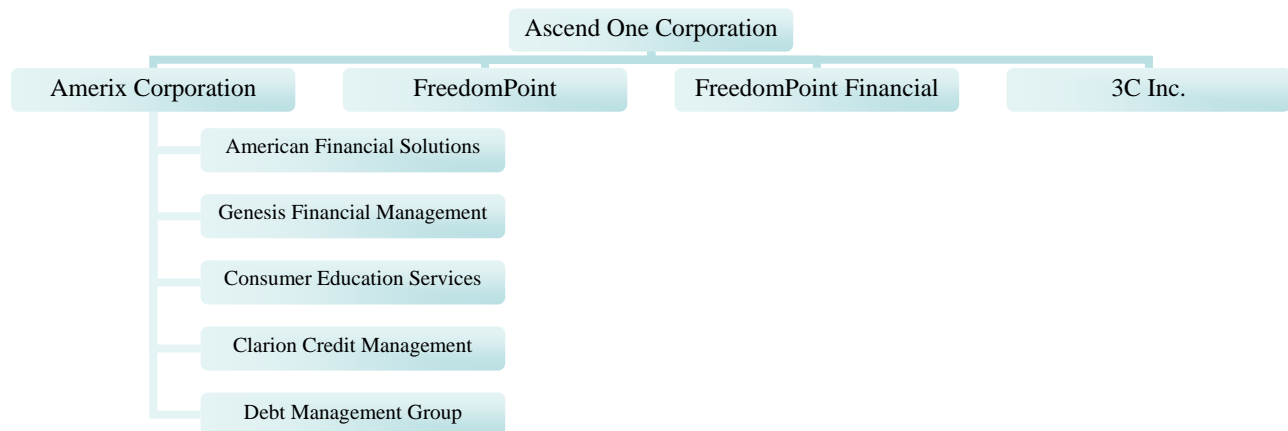 Ascend One Corporation
Amerix Corporation
FreedomPoint
FreedomPoint Financial
3C Inc.
American Financial Solutions
Genesis Financial Management
Consumer Education Services
Clarion Credit Management
Debt Management Group